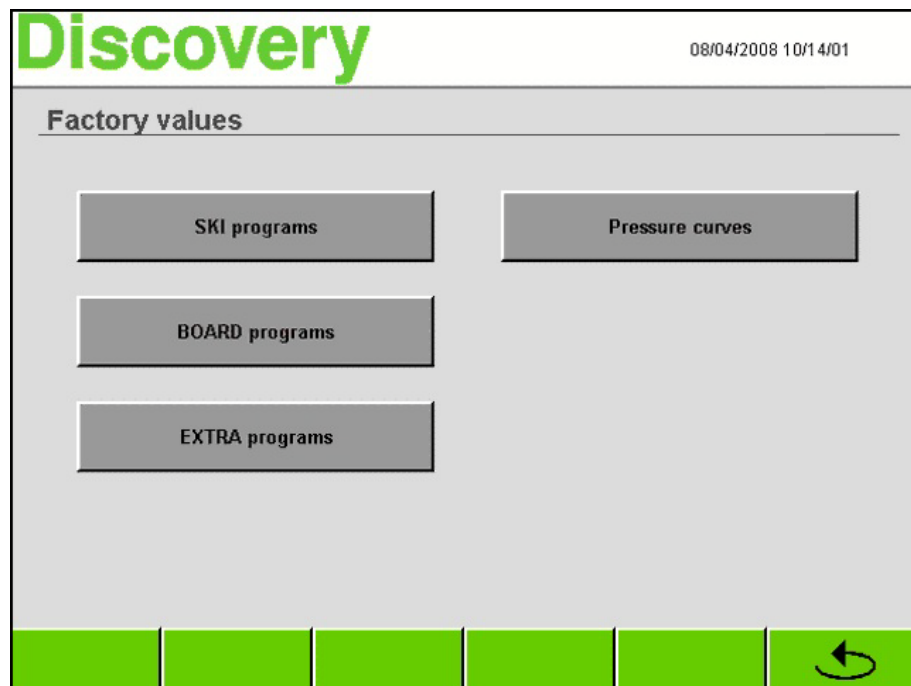 Discovery
08/04/2008 10/14/01
Factory values
SKI programs
Pressure curves
BOARD programs
EXTRA programs